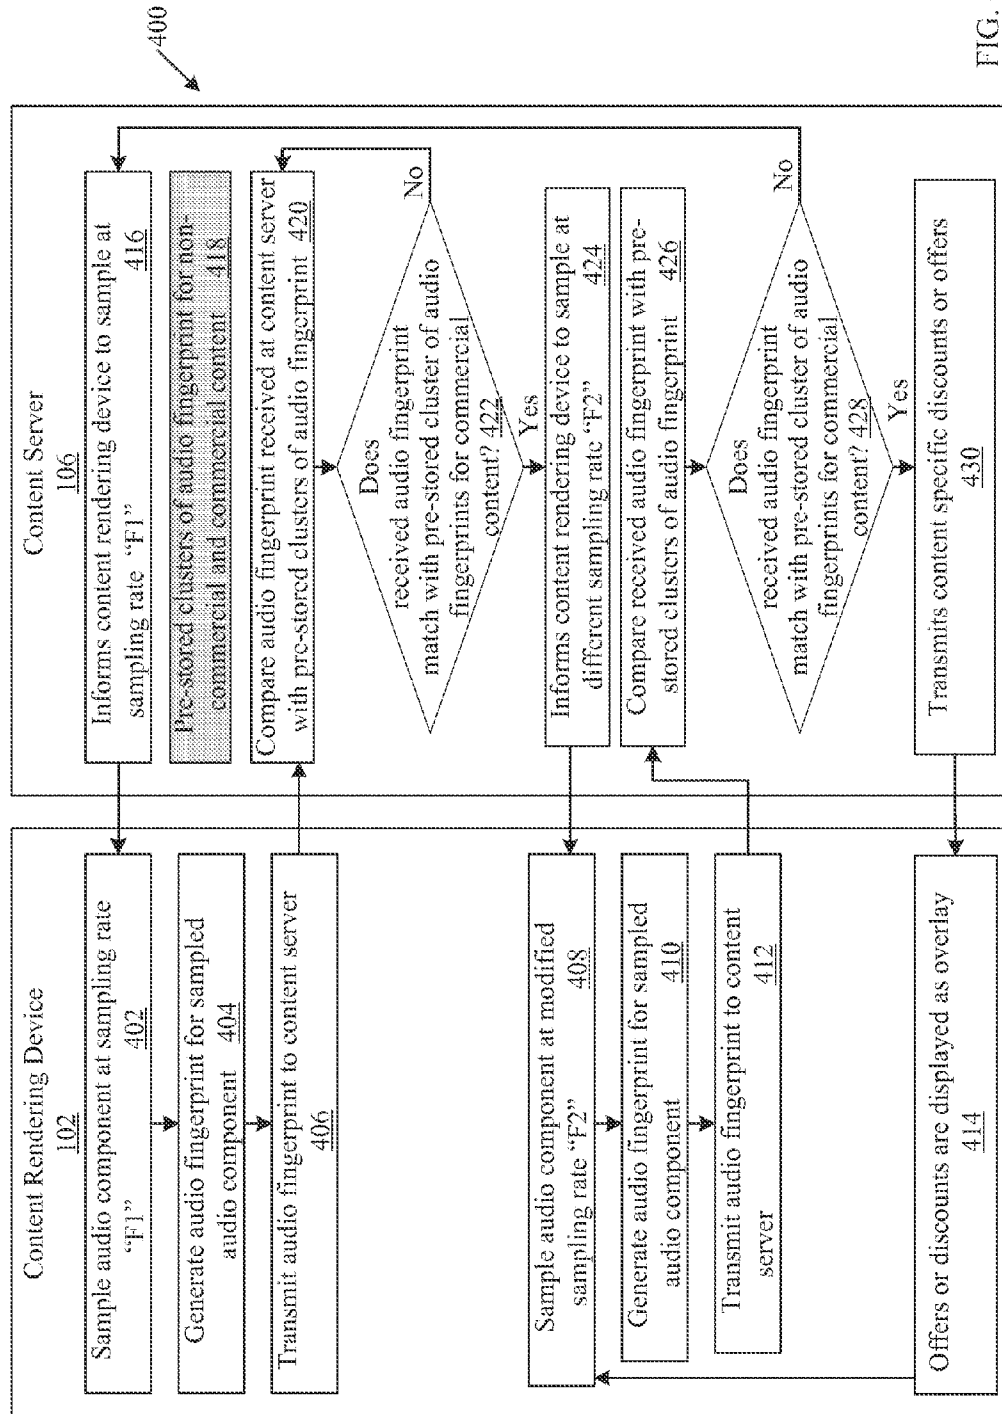 Content Rendering Device
102
Sample audio component at sampling rate
“F1” 402
Generate audio fingerprint for sampled
audio component 404
Transmit audio fingerprint to content server
406
Sample audio component at modified
sampling rate “F2” 408
Generate audio fingerprint for sampled
audio component 410
Transmit audio fingerprint to content
server 412
Offers or discounts are displayed as overlay
414
Content Server
106
Informs content rendering device to sample at
sampling rate “F1” 416
Pre-stored clusters of audio fingerprint for non-
commercial and commercial content 418
Compare audio fingerprint received at content server
with pre-stored clusters of audio fingerprint 420
Does
received audio fingerprint
match with pre-stored cluster of audio
fingerprints for commercial
content? 422
No
Yes
Informs content rendering device to sample at
different sampling rate “F2” 424
Compare received audio fingerprint with pre-
stored clusters of audio fingerprint 426
Does
received audio fingerprint
match with pre-stored cluster of audio
fingerprints for commercial
content? 428
No
Yes
Transmits content specific discounts or offers
430
400
FIG.